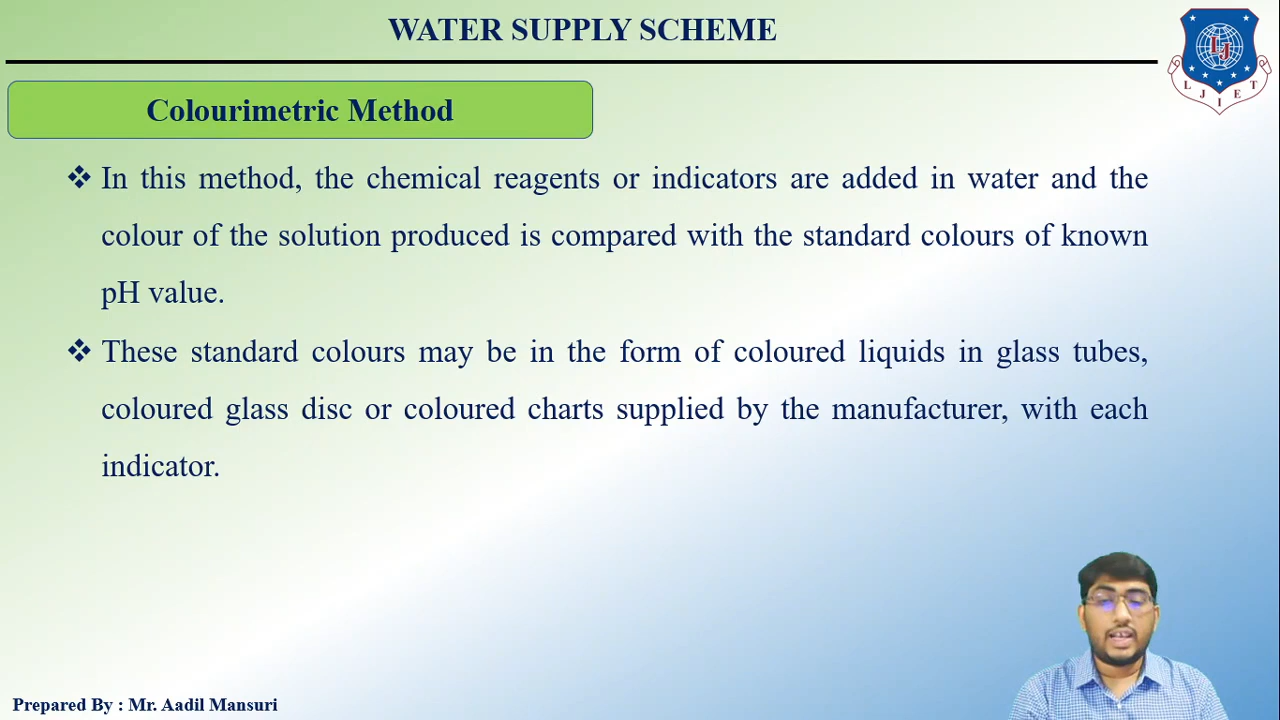 WATER SUPPLY SCHEME
LJ
L J I E T
Colourimetric Method
❖ In this method, the chemical reagents or indicators are added in water and the
colour of the solution produced is compared with the standard colours of known
pH value.
❖ These standard colours may be in the form of coloured liquids in glass tubes,
coloured glass disc or coloured charts supplied by the manufacturer, with each
indicator.
Prepared By : Mr. Aadil Mansuri